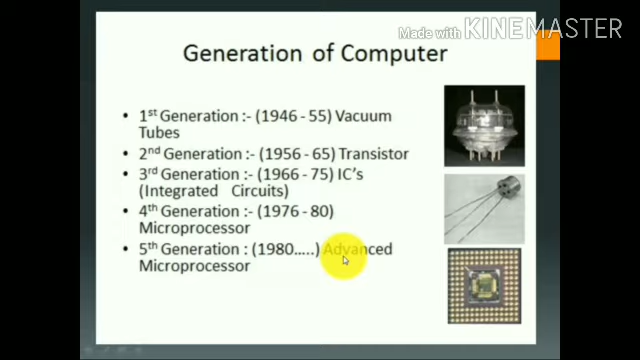 Made with KINEMASTER
Generation of Computer
• 1st Generation :- (1946 - 55) Vacuum
Tubes
• 2nd Generation :- (1956 - 65) Transistor
• 3rd Generation :- (1966 - 75) IC's
(Integrated Circuits)
• 4th Generation :- (1976 - 80)
Microprocessor
• 5th Generation : (1980.....) Advanced
Microprocessor